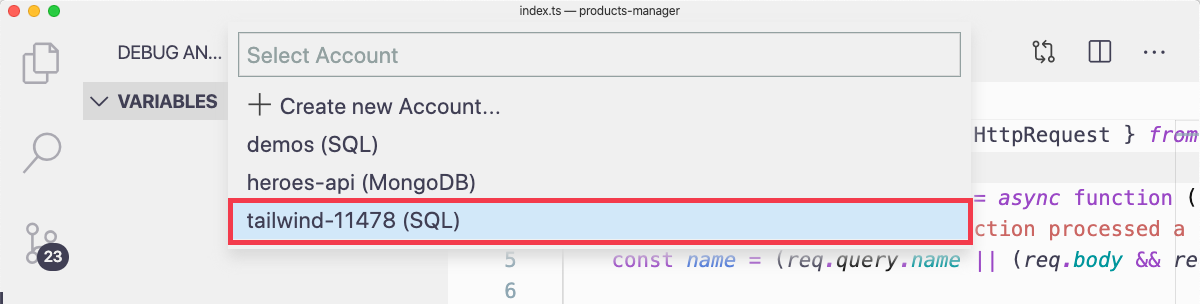 index.ts — products-manager
DEBUG AN...
Select Account
VARIABLES
+ Create new Account...
demos (SQL)
HttpRequest } from
heroes-api (MongoDB)
= async function (
tailwind-11478 (SQL)
ction processed a
23
5 const name = (req.query.name || (req.body && re
6